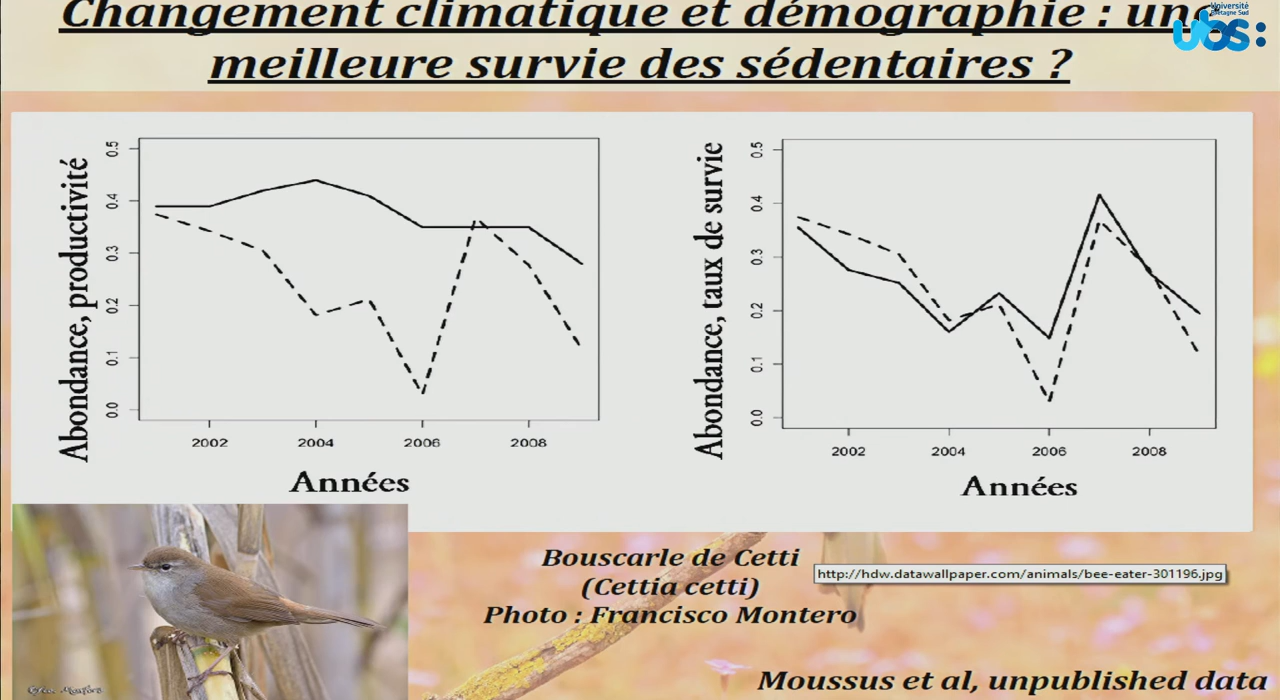 Changement climatique et démographie : une
meilleure survie des sédentaires ?
Université
Bretagne Sud
ubs:
Abondance, productivité
0.5
0.4
0.3
0.2
0.1
0.0
2002 2004 2006 2008
Années
Abondance, taux de survie
0.5
0.4
0.3
0.2
0.1
0.0
2002 2004 2006 2008
Années
Bouscarle de Cetti
(Cettia cetti)
Photo : Francisco Montero
http://hdw.datawallpaper.com/animals/bee-eater-301196.jpg
Moussus et al, unpublished data